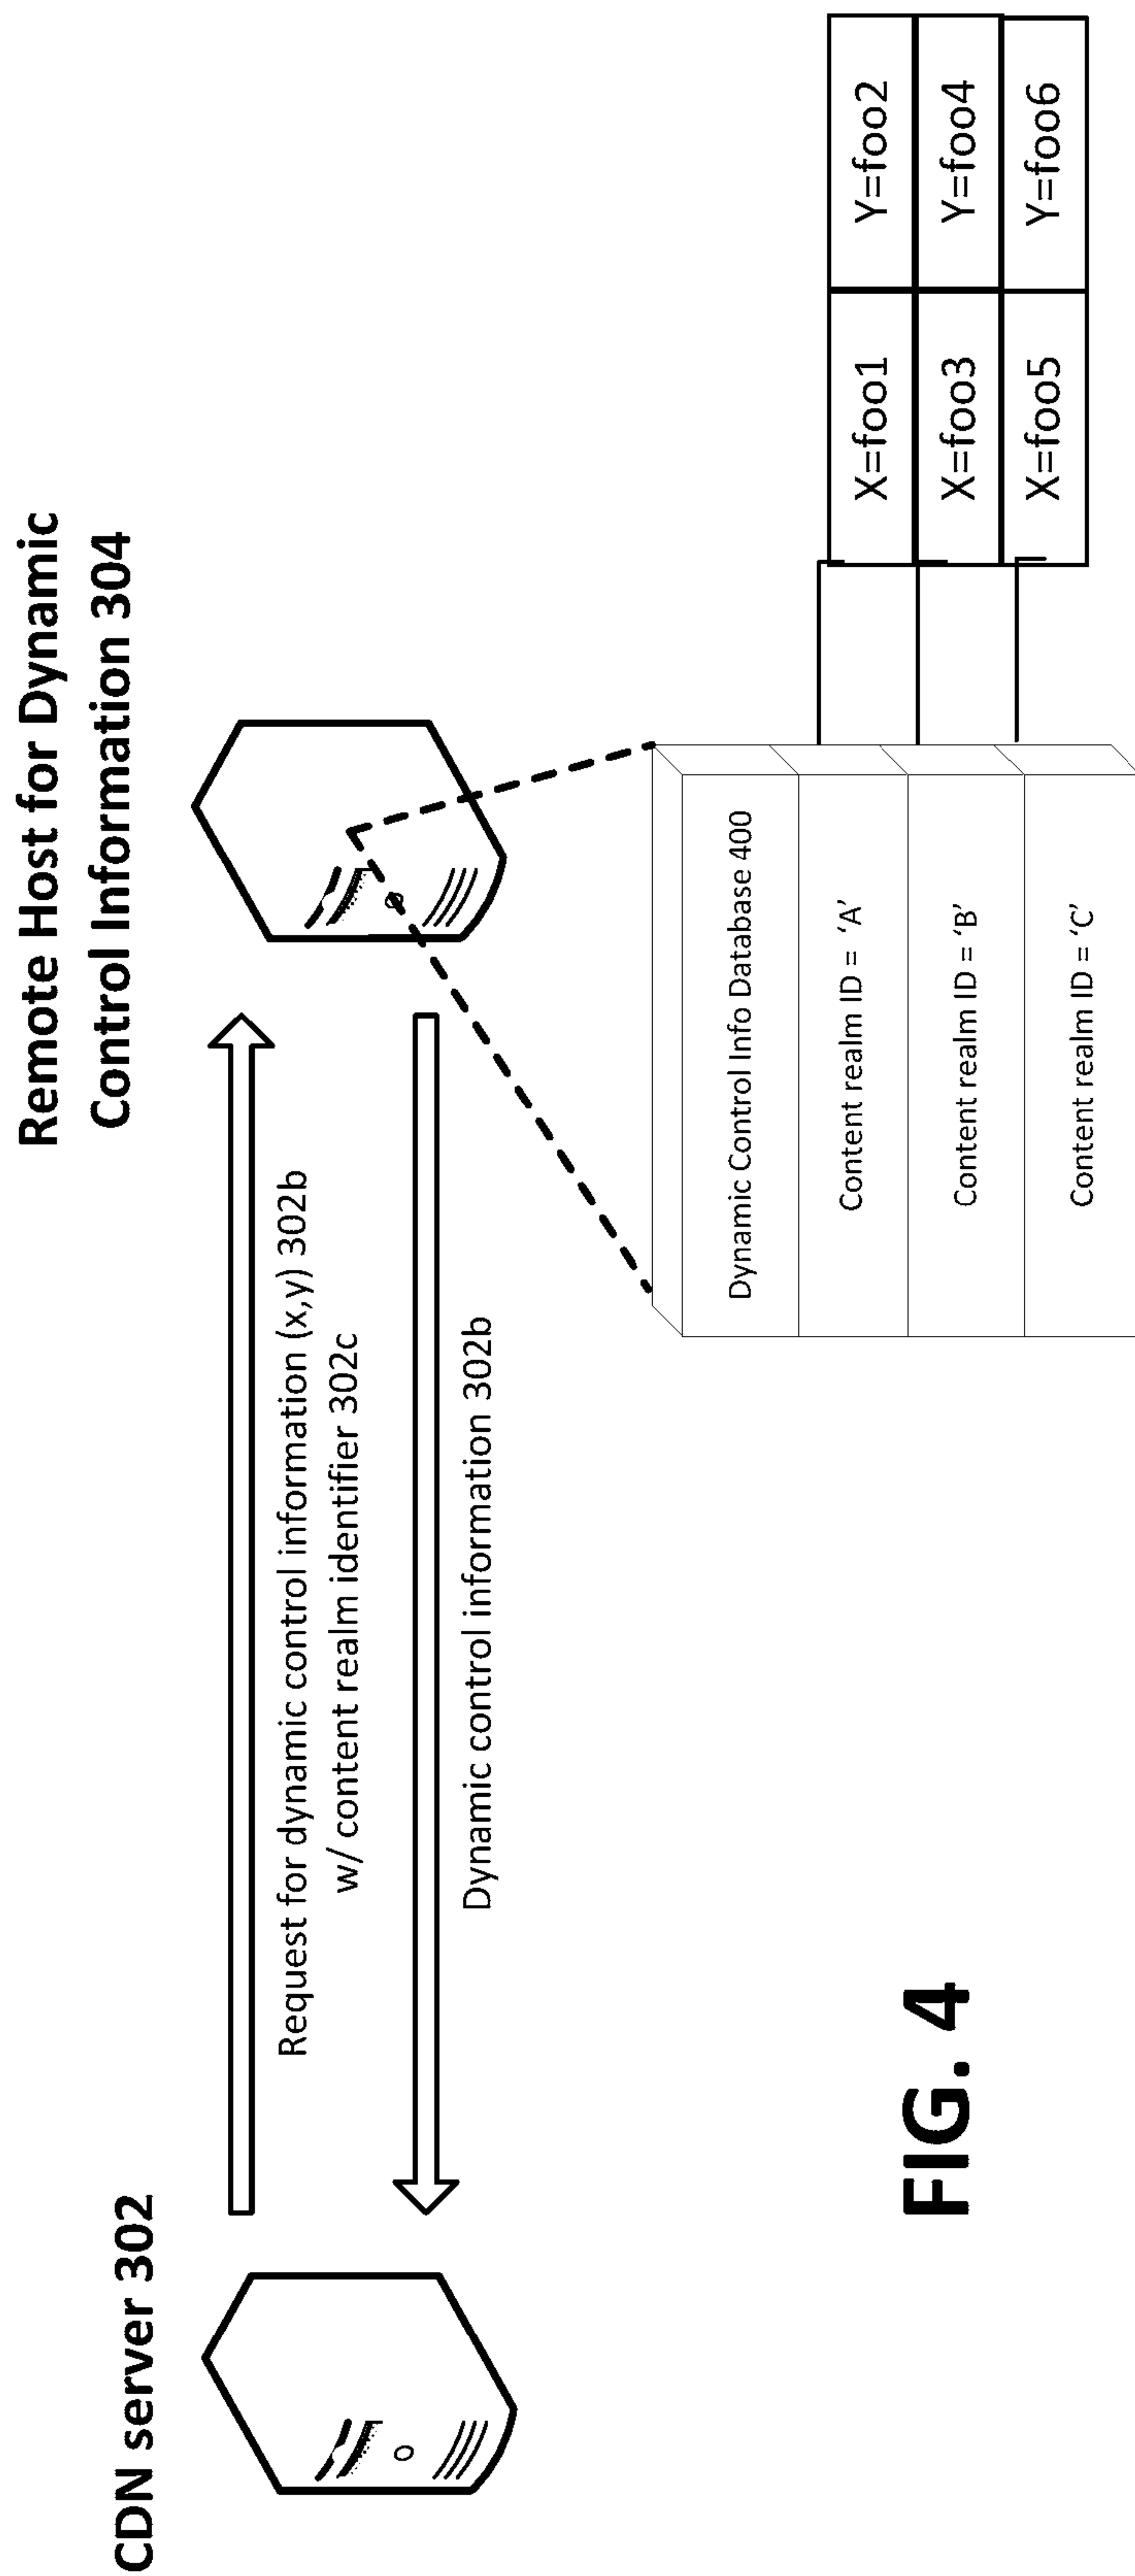 CDN server 302
Remote Host for Dynamic
Control Information 304
Request for dynamic control information (x,y) 302b
w/ content realm identifier 302c
Dynamic control information 302b
Dynamic Control Info Database 400
Content realm ID = ‘A’
X=foo1
Y=foo2
Content realm ID = ‘B’
X=foo3
Y=foo4
Content realm ID = ‘C’
X=foo5
Y=foo6
FIG. 4